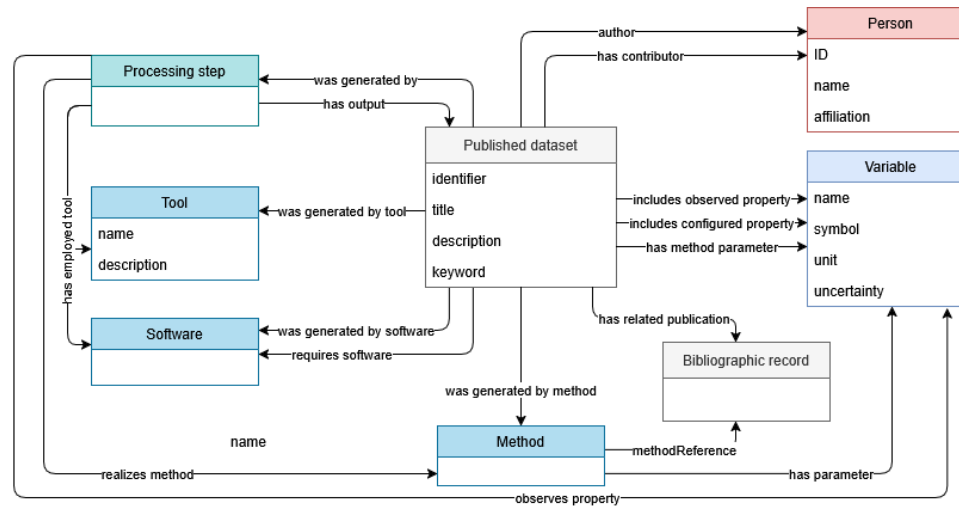 author
has contributor
Person
ID
name
affiliation
Processing step
was generated by
has output
Published dataset
identifier
title
description
keyword
Tool
name
description
was generated by tool
has employed tool
includes observed property
includes configured property
has method parameter
Variable
name
symbol
unit
uncertainty
Software
was generated by software
requires software
has related publication
Bibliographic record
was generated by method
name
Method
methodReference
realizes method
has parameter
observes property